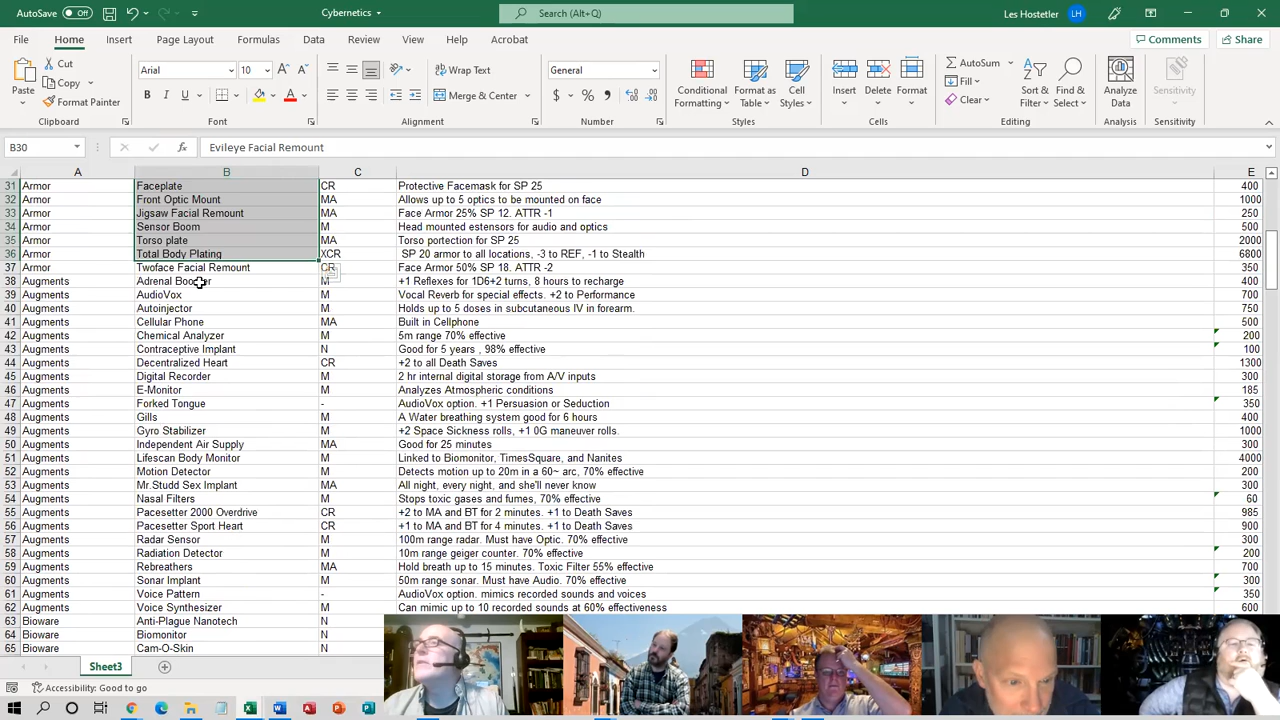 AutoSave Off Cybernetics Search (Alt+Q) Les Hostetler LH
File Home Insert Page Layout Formulas Data Review View Help Acrobat Comments Share
Paste Cut Copy Format Painter Clipboard
Arial 10 B I U Font
Wrap Text Merge & Center Alignment
General $ % Number
Conditional Formatting Format as Table Cell Styles Styles
Insert Delete Format Cells
AutoSum Fill Clear Sort & Filter Find & Select Editing
Analyze Data Analysis
Sensitivity Sensitivity
B30 fx Evileye Facial Remount
A B C D E
31 Armor Faceplate CR Protective Facemask for SP 25 400
32 Armor Front Optic Mount MA Allows up to 5 optics to be mounted on face 1000
33 Armor Jigsaw Facial Remount MA Face Armor 25% SP 12. ATTR -1 250
34 Armor Sensor Boom M Head mounted estensors for audio and optics 500
35 Armor Torso plate MA Torso portection for SP 25 2000
36 Armor Total Body Plating XCR SP 20 armor to all locations, -3 to REF, -1 to Stealth 6800
37 Armor Twoface Facial Remount CR Face Armor 50% SP 18. ATTR -2 350
38 Augments Adrenal Booster M +1 Reflexes for 1D6+2 turns, 8 hours to recharge 400
39 Augments AudioVox M Vocal Reverb for special effects. +2 to Performance 700
40 Augments Autoinjector M Holds up to 5 doses in subcutaneous IV in forearm. 750
41 Augments Cellular Phone MA Built in Cellphone 500
42 Augments Chemical Analyzer M 5m range 70% effective 200
43 Augments Contraceptive Implant N Good for 5 years , 98% effective 100
44 Augments Decentralized Heart CR +2 to all Death Saves 1300
45 Augments Digital Recorder M 2 hr internal digital storage from A/V inputs 300
46 Augments E-Monitor M Analyzes Atmospheric conditions 185
47 Augments Forked Tongue - AudioVox option. +1 Persuasion or Seduction 350
48 Augments Gills M A Water breathing system good for 6 hours 400
49 Augments Gyro Stabilizer M +2 Space Sickness rolls, +1 0G maneuver rolls. 1000
50 Augments Independent Air Supply MA Good for 25 minutes 300
51 Augments Lifescan Body Monitor M Linked to Biomonitor, TimesSquare, and Nanites 4000
52 Augments Motion Detector M Detects motion up to 20m in a 60~ arc, 70% effective 200
53 Augments Mr.Studd Sex Implant MA All night, every night, and she'll never know 300
54 Augments Nasal Filters M Stops toxic gases and fumes, 70% effective 60
55 Augments Pacesetter 2000 Overdrive CR +2 to MA and BT for 2 minutes. +1 to Death Saves 985
56 Augments Pacesetter Sport Heart CR +1 to MA and BT for 4 minutes. +1 to Death Saves 900
57 Augments Radar Sensor M 100m range radar. Must have Optic. 70% effective 300
58 Augments Radiation Detector M 10m range geiger counter. 70% effective 200
59 Augments Rebreathers MA Hold breath up to 15 minutes. Toxic Filter 55% effective 700
60 Augments Sonar Implant M 50m range sonar. Must have Audio. 70% effective 300
61 Augments Voice Pattern - AudioVox option. mimics recorded sounds and voices 350
62 Augments Voice Synthesizer M Can mimic up to 10 recorded sounds at 60% effectiveness 600
63 Bioware Anti-Plague Nanotech N
64 Bioware Biomonitor N
65 Bioware Cam-O-Skin N
Sheet3
Accessibility: Good to go